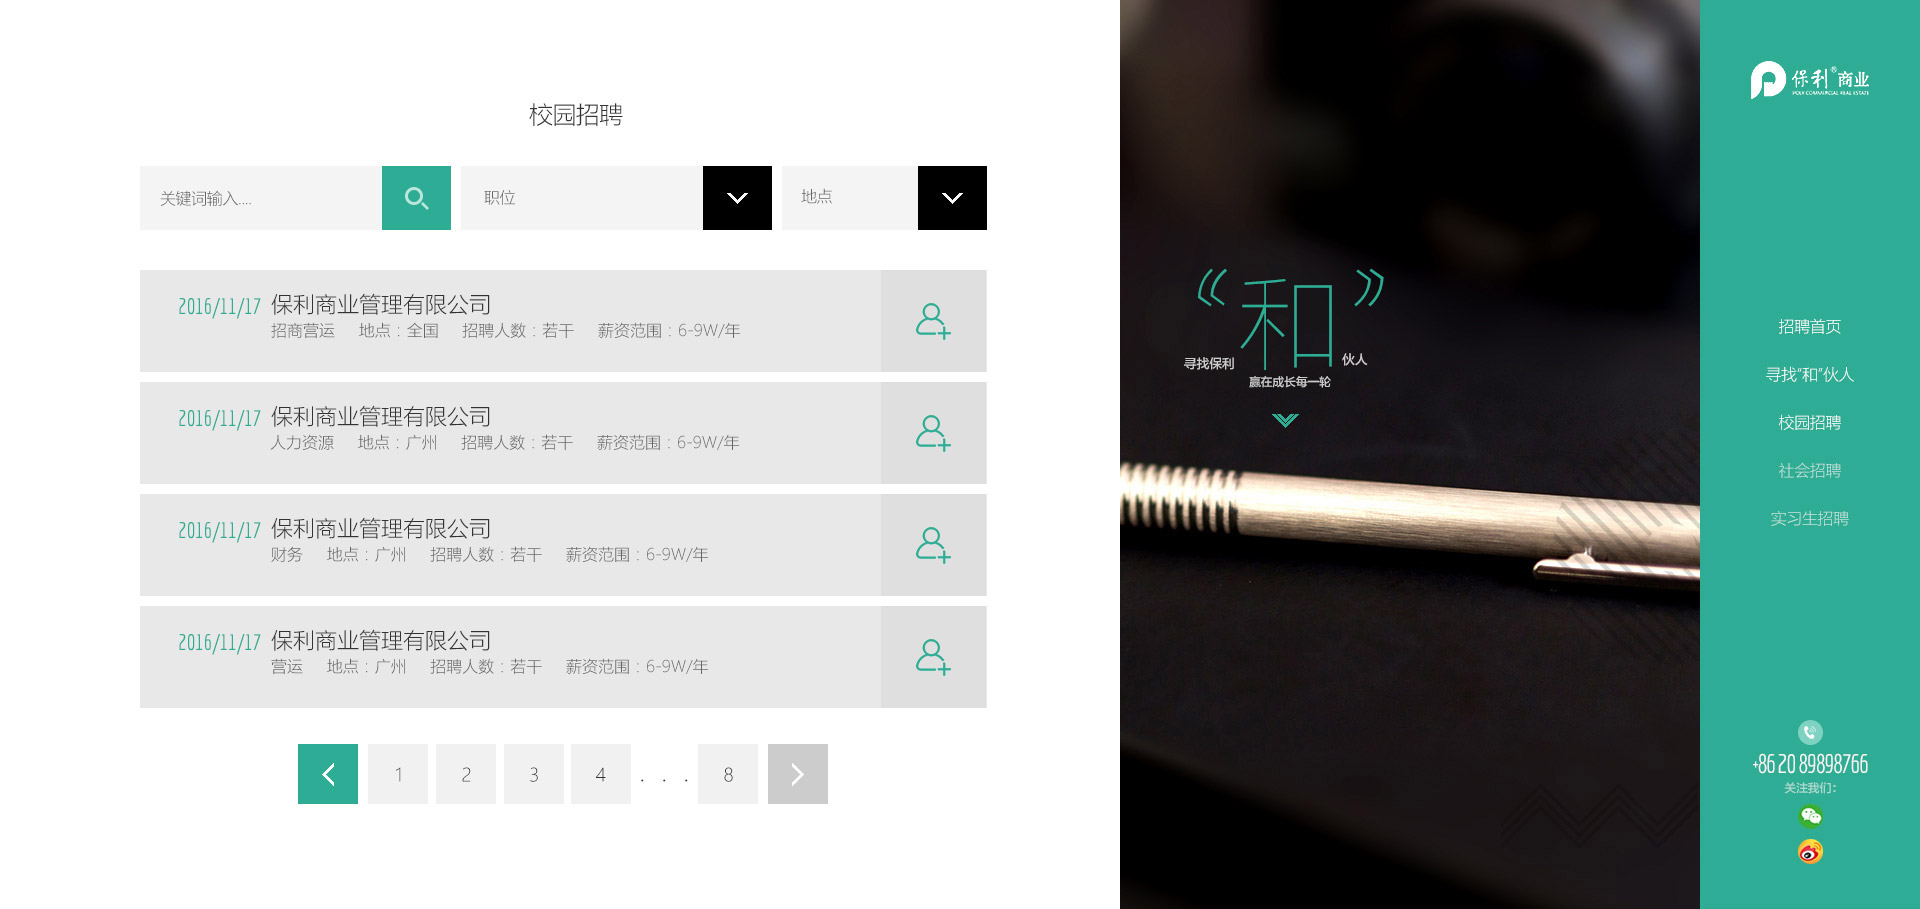 校园招聘
关键词输入....
职位
地点
2016/11/17 保利商业管理有限公司
招商营运 地点：全国 招聘人数：若干 薪资范围：6-9W/年
2016/11/17 保利商业管理有限公司
人力资源 地点：广州 招聘人数：若干 薪资范围：6-9W/年
2016/11/17 保利商业管理有限公司
财务 地点：广州 招聘人数：若干 薪资范围：6-9W/年
2016/11/17 保利商业管理有限公司
营运 地点：广州 招聘人数：若干 薪资范围：6-9W/年
1 2 3 4 . . . 8
寻找保利“和”伙人
赢在成长每一轮
保利®商业
POLY COMMERCIAL REAL ESTATE
招聘首页
寻找“和”伙人
校园招聘
社会招聘
实习生招聘
+86 20 89898766
关注我们：